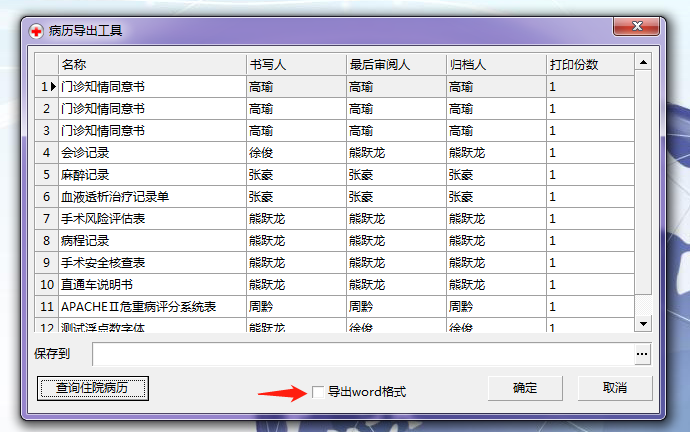 病历导出工具
名称 书写人 最后审阅人 归档人 打印份数
1 门诊知情同意书 高瑜 高瑜 高瑜 1
2 门诊知情同意书 高瑜 高瑜 高瑜 1
3 门诊知情同意书 高瑜 高瑜 高瑜 1
4 会诊记录 徐俊 熊跃龙 熊跃龙 1
5 麻醉记录 张豪 张豪 张豪 1
6 血液透析治疗记录单 张豪 张豪 张豪 1
7 手术风险评估表 熊跃龙 熊跃龙 熊跃龙 1
8 病程记录 熊跃龙 熊跃龙 熊跃龙 1
9 手术安全核查表 熊跃龙 熊跃龙 熊跃龙 1
10 直通车说明书 熊跃龙 熊跃龙 熊跃龙 1
11 APACHEⅡ危重病评分系统表 周黔 周黔 周黔 1
12 测试浮点数字体 熊跃龙 徐俊 徐俊 1
保存到 ...
查询住院病历 导出word格式 确定 取消